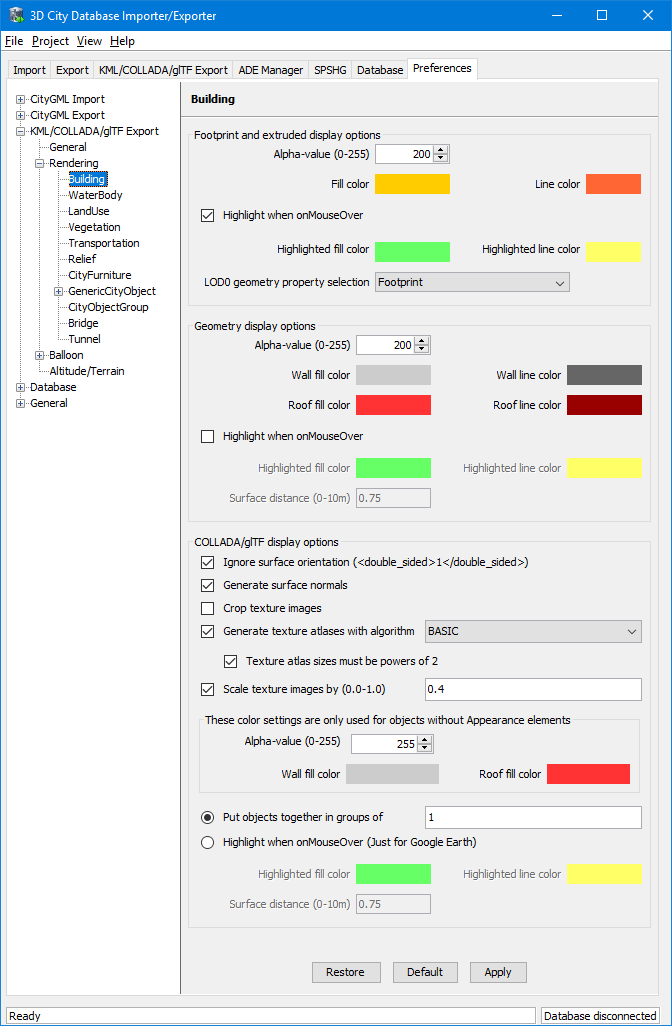 3D City Database Importer/Exporter
File Project View Help
Import Export KML/COLLADA/glTF Export ADE Manager SPSHG Database Preferences
CityGML Import
CityGML Export
KML/COLLADA/glTF Export
General
Rendering
Building
WaterBody
LandUse
Vegetation
Transportation
Relief
CityFurniture
GenericCityObject
CityObjectGroup
Bridge
Tunnel
Balloon
Altitude/Terrain
Database
General
Building
Footprint and extruded display options
Alpha-value (0-255) 200
Fill color Line color
Highlight when onMouseOver
Highlighted fill color Highlighted line color
LOD0 geometry property selection Footprint
Geometry display options
Alpha-value (0-255) 200
Wall fill color Wall line color
Roof fill color Roof line color
Highlight when onMouseOver
Highlighted fill color Highlighted line color
Surface distance (0-10m) 0.75
COLLADA/glTF display options
Ignore surface orientation (<double_sided>1</double_sided>)
Generate surface normals
Crop texture images
Generate texture atlases with algorithm BASIC
Texture atlas sizes must be powers of 2
Scale texture images by (0.0-1.0) 0.4
These color settings are only used for objects without Appearance elements
Alpha-value (0-255) 255
Wall fill color Roof fill color
Put objects together in groups of 1
Highlight when onMouseOver (Just for Google Earth)
Highlighted fill color Highlighted line color
Surface distance (0-10m) 0.75
Restore Default Apply
Ready Database disconnected